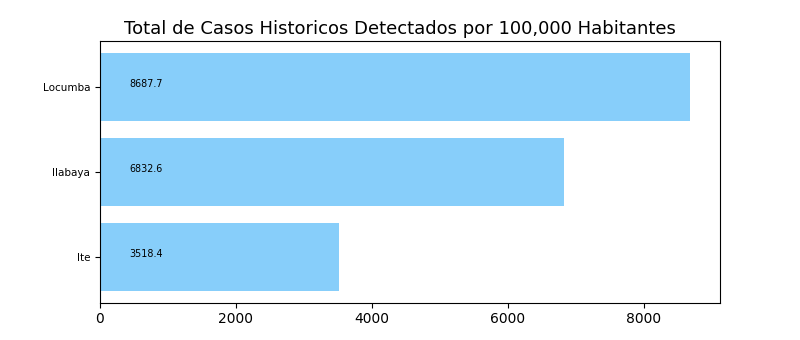 Total de Casos Historicos Detectados por 100,000 Habitantes
Locumba
8687.7
Ilabaya
6832.6
Ite
3518.4
0 2000 4000 6000 8000